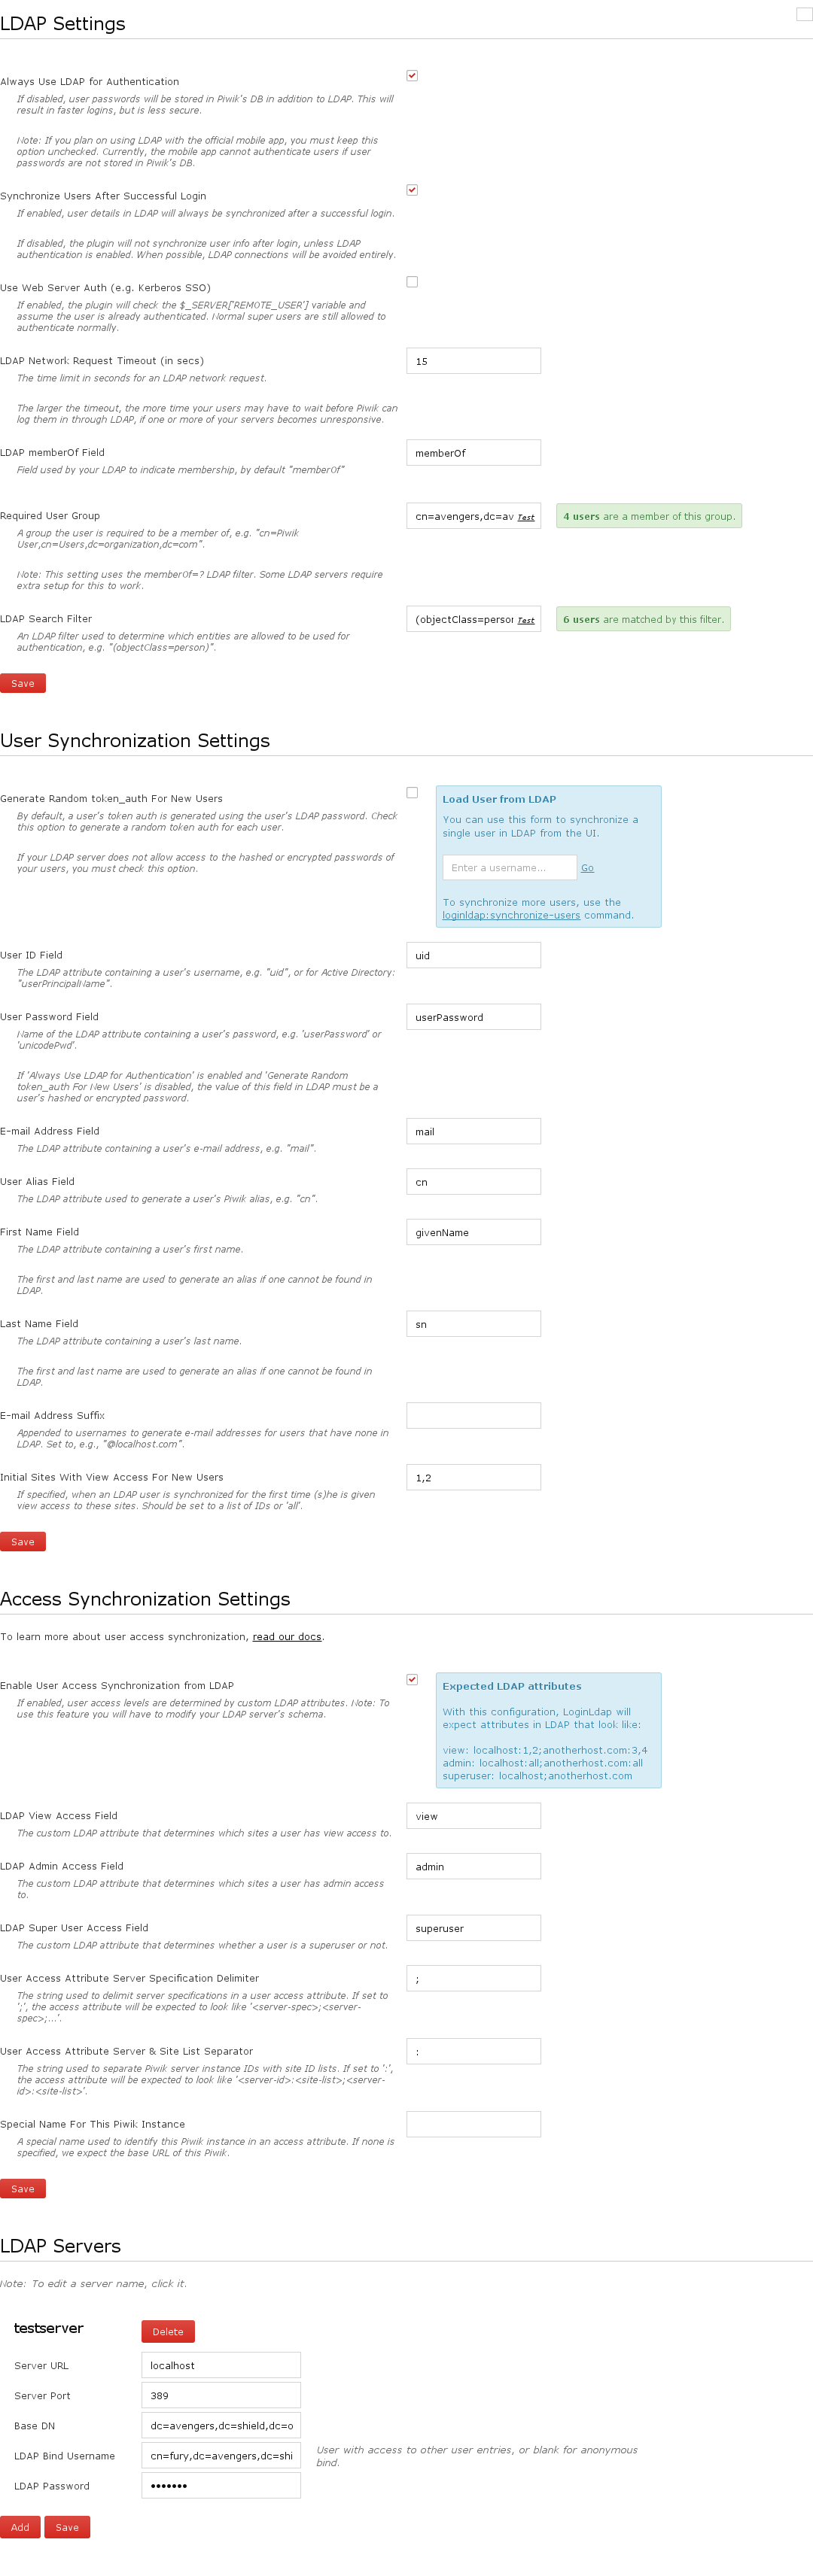 LDAP Settings
Always Use LDAP for Authentication
If disabled, user passwords will be stored in Piwik's DB in addition to LDAP. This will
result in faster logins, but is less secure.
Note: If you plan on using LDAP with the official mobile app, you must keep this
option unchecked. Currently, the mobile app cannot authenticate users if user
passwords are not stored in Piwik's DB.
Synchronize Users After Successful Login
If enabled, user details in LDAP will always be synchronized after a successful login.
If disabled, the plugin will not synchronize user info after login, unless LDAP
authentication is enabled. When possible, LDAP connections will be avoided entirely.
Use Web Server Auth (e.g. Kerberos SSO)
If enabled, the plugin will check the $_SERVER['REMOTE_USER'] variable and
assume the user is already authenticated. Normal super users are still allowed to
authenticate normally.
LDAP Network Request Timeout (in secs)
15
The time limit in seconds for an LDAP network request.
The larger the timeout, the more time your users may have to wait before Piwik can
log them in through LDAP, if one or more of your servers becomes unresponsive.
LDAP memberOf Field
memberOf
Field used by your LDAP to indicate membership, by default "memberOf"
Required User Group
cn=avengers,dc=av Test
4 users are a member of this group.
A group the user is required to be a member of, e.g. "cn=Piwik
User,cn=Users,dc=organization,dc=com".
Note: This setting uses the memberOf=? LDAP filter. Some LDAP servers require
extra setup for this to work.
LDAP Search Filter
(objectClass=person Test
6 users are matched by this filter.
An LDAP filter used to determine which entities are allowed to be used for
authentication, e.g. "(objectClass=person)".
Save
User Synchronization Settings
Generate Random token_auth For New Users
By default, a user's token auth is generated using the user's LDAP password. Check
this option to generate a random token auth for each user.
If your LDAP server does not allow access to the hashed or encrypted passwords of
your users, you must check this option.
Load User from LDAP
You can use this form to synchronize a
single user in LDAP from the UI.
Enter a username... Go
To synchronize more users, use the
loginldap:synchronize-users command.
User ID Field
uid
The LDAP attribute containing a user's username, e.g. "uid", or for Active Directory:
"userPrincipalName".
User Password Field
userPassword
Name of the LDAP attribute containing a user's password, e.g. 'userPassword' or
'unicodePwd'.
If 'Always Use LDAP for Authentication' is enabled and 'Generate Random
token_auth For New Users' is disabled, the value of this field in LDAP must be a
user's hashed or encrypted password.
E-mail Address Field
mail
The LDAP attribute containing a user's e-mail address, e.g. "mail".
User Alias Field
cn
The LDAP attribute used to generate a user's Piwik alias, e.g. "cn".
First Name Field
givenName
The LDAP attribute containing a user's first name.
The first and last name are used to generate an alias if one cannot be found in
LDAP.
Last Name Field
sn
The LDAP attribute containing a user's last name.
The first and last name are used to generate an alias if one cannot be found in
LDAP.
E-mail Address Suffix
Appended to usernames to generate e-mail addresses for users that have none in
LDAP. Set to, e.g., "@localhost.com".
Initial Sites With View Access For New Users
1,2
If specified, when an LDAP user is synchronized for the first time (s)he is given
view access to these sites. Should be set to a list of IDs or 'all'.
Save
Access Synchronization Settings
To learn more about user access synchronization, read our docs.
Enable User Access Synchronization from LDAP
If enabled, user access levels are determined by custom LDAP attributes. Note: To
use this feature you will have to modify your LDAP server's schema.
Expected LDAP attributes
With this configuration, LoginLdap will
expect attributes in LDAP that look like:
view: localhost:1,2;anotherhost.com:3,4
admin: localhost:all;anotherhost.com:all
superuser: localhost;anotherhost.com
LDAP View Access Field
view
The custom LDAP attribute that determines which sites a user has view access to.
LDAP Admin Access Field
admin
The custom LDAP attribute that determines which sites a user has admin access
to.
LDAP Super User Access Field
superuser
The custom LDAP attribute that determines whether a user is a superuser or not.
User Access Attribute Server Specification Delimiter
;
The string used to delimit server specifications in a user access attribute. If set to
';', the access attribute will be expected to look like '<server-spec>;<server-
spec>;...'.
User Access Attribute Server & Site List Separator
:
The string used to separate Piwik server instance IDs with site ID lists. If set to ':',
the access attribute will be expected to look like '<server-id>:<site-list>;<server-
id>:<site-list>'.
Special Name For This Piwik Instance
A special name used to identify this Piwik instance in an access attribute. If none is
specified, we expect the base URL of this Piwik.
Save
LDAP Servers
Note: To edit a server name, click it.
testserver
Delete
Server URL
localhost
Server Port
389
Base DN
dc=avengers,dc=shield,dc=o
LDAP Bind Username
cn=fury,dc=avengers,dc=shi
User with access to other user entries, or blank for anonymous
bind.
LDAP Password
•••••••
Add Save